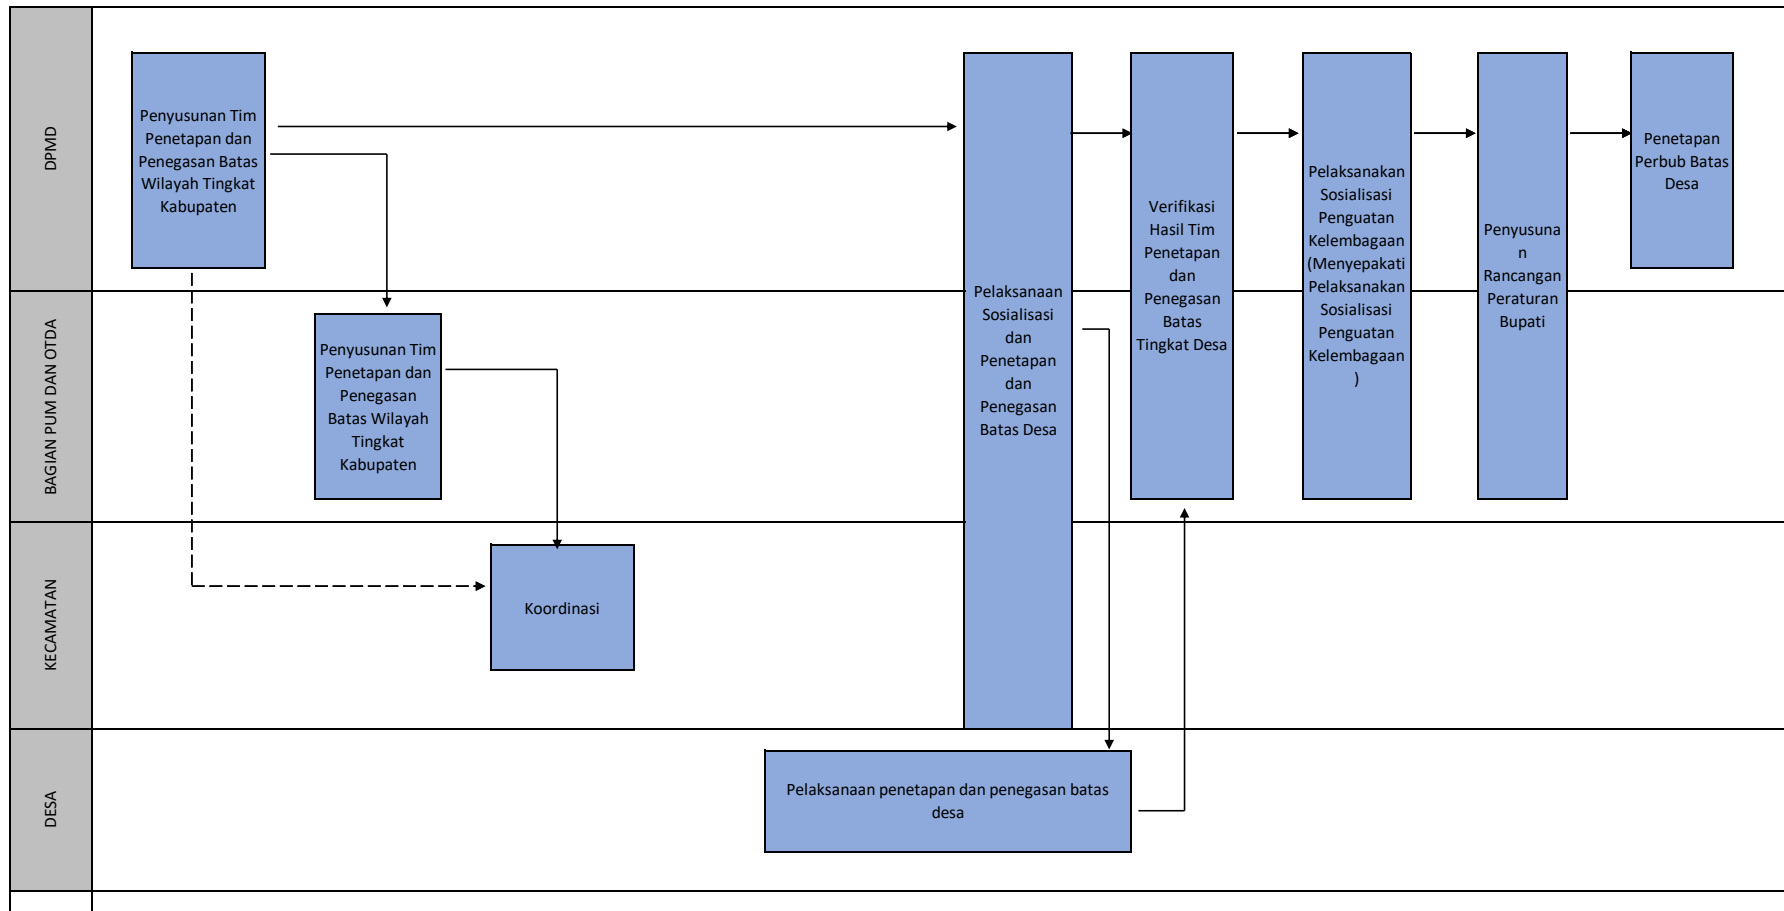 DPMD
Penyusunan Tim
Penetapan dan
Penegasan Batas
Wilayah Tingkat
Kabupaten
Penetapan
Perbub Batas
Desa
BAGIAN PUM DAN OTDA
Penyusunan Tim
Penetapan dan
Penegasan
Batas Wilayah
Tingkat
Kabupaten
Pelaksanaan
Sosialisasi
dan
Penetapan
dan
Penegasan
Batas Desa
Verifikasi
Hasil Tim
Penetapan
dan
Penegasan
Batas
Tingkat Desa
Pelaksanakan
Sosialisasi
Penguatan
Kelembagaan
(Menyepakati
Pelaksanakan
Sosialisasi
Penguatan
Kelembagaan
)
Penyusuna
n
Rancangan
Peraturan
Bupati
KECAMATAN
Koordinasi
DESA
Pelaksanaan penetapan dan penegasan batas
desa